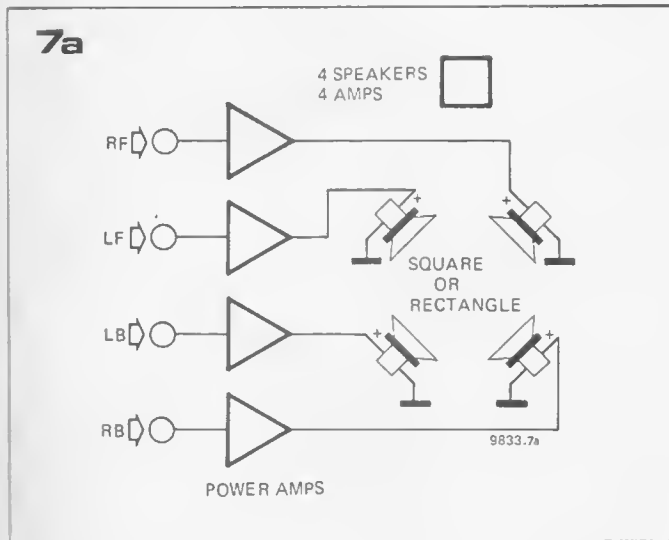 7a
4 SPEAKERS
4 AMPS
RF
+
+
LF
SQUARE
OR
RECTANGLE
LB
+
+
RB
9833.7a
POWER AMPS